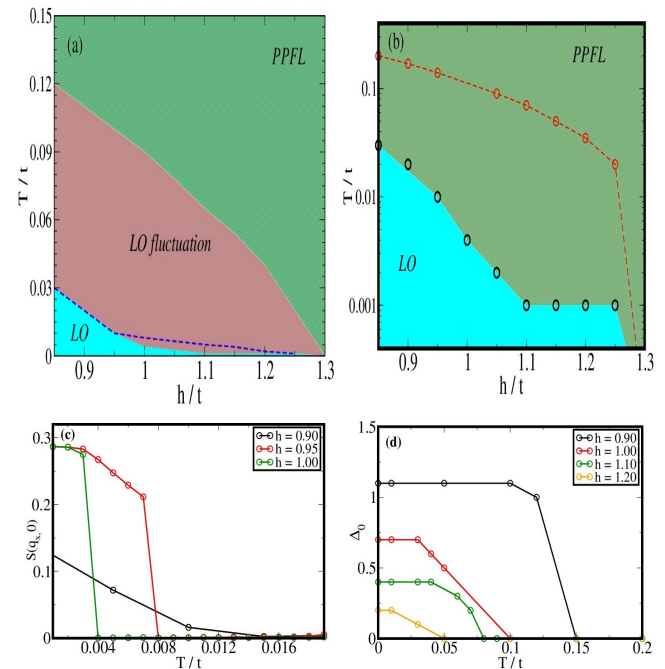 0.15
(a)
PPFL
0.12
0.09
T / t
0.06
LO fluctuation
0.03
LO
0
0.9
1
1.1
1.2
1.3
h / t
(b)
PPFL
0.1
T / t
0.01
LO
0.001
0.9
1
1.1
1.2
1.3
h / t
(c)
h = 0.90
h = 0.95
h = 1.00
0.3
0.2
S(qx,0)
0.1
0
0.004
0.008
0.012
0.016
T / t
1.5
(d)
h = 0.90
h = 1.00
h = 1.10
h = 1.20
1
Δ0
0.5
0
0
0.05
0.1
0.15
0.2
T / t